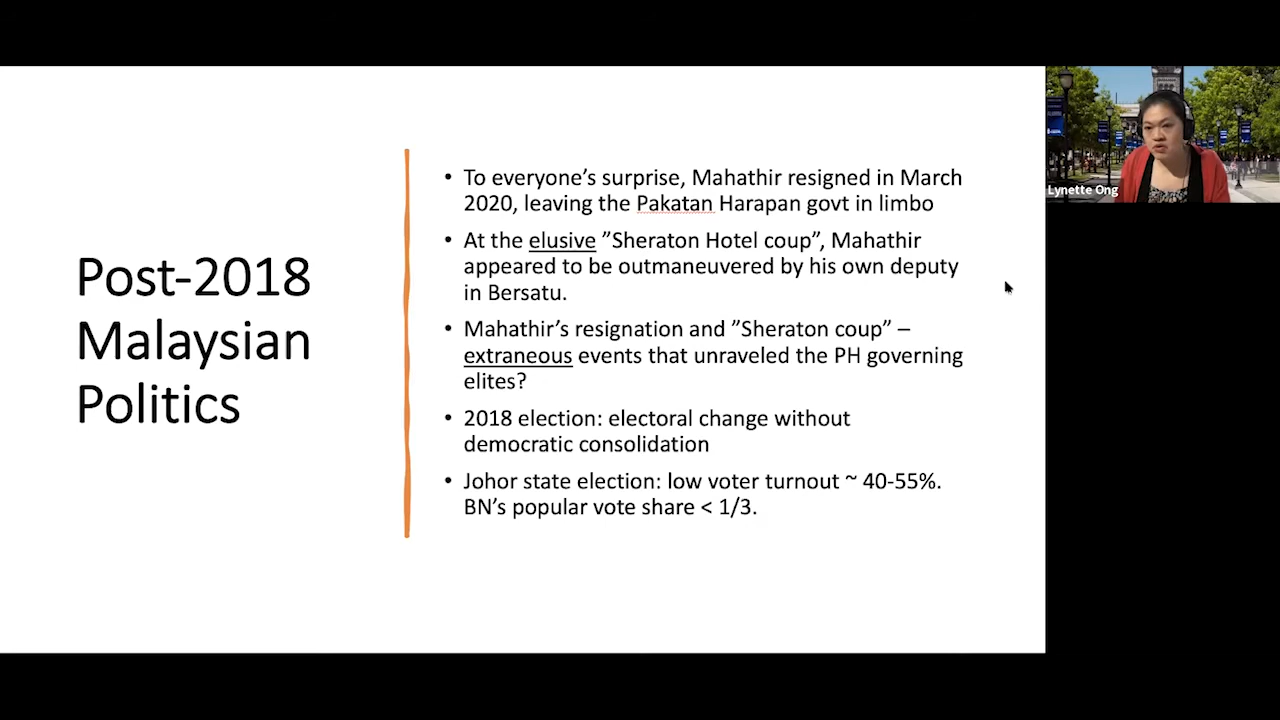 Post-2018
Malaysian
Politics
• To everyone’s surprise, Mahathir resigned in March
2020, leaving the Pakatan Harapan govt in limbo
• At the elusive ”Sheraton Hotel coup”, Mahathir
appeared to be outmaneuvered by his own deputy
in Bersatu.
• Mahathir’s resignation and ”Sheraton coup” –
extraneous events that unraveled the PH governing
elites?
• 2018 election: electoral change without
democratic consolidation
• Johor state election: low voter turnout ~ 40-55%.
BN’s popular vote share < 1/3.
Lynette Ong